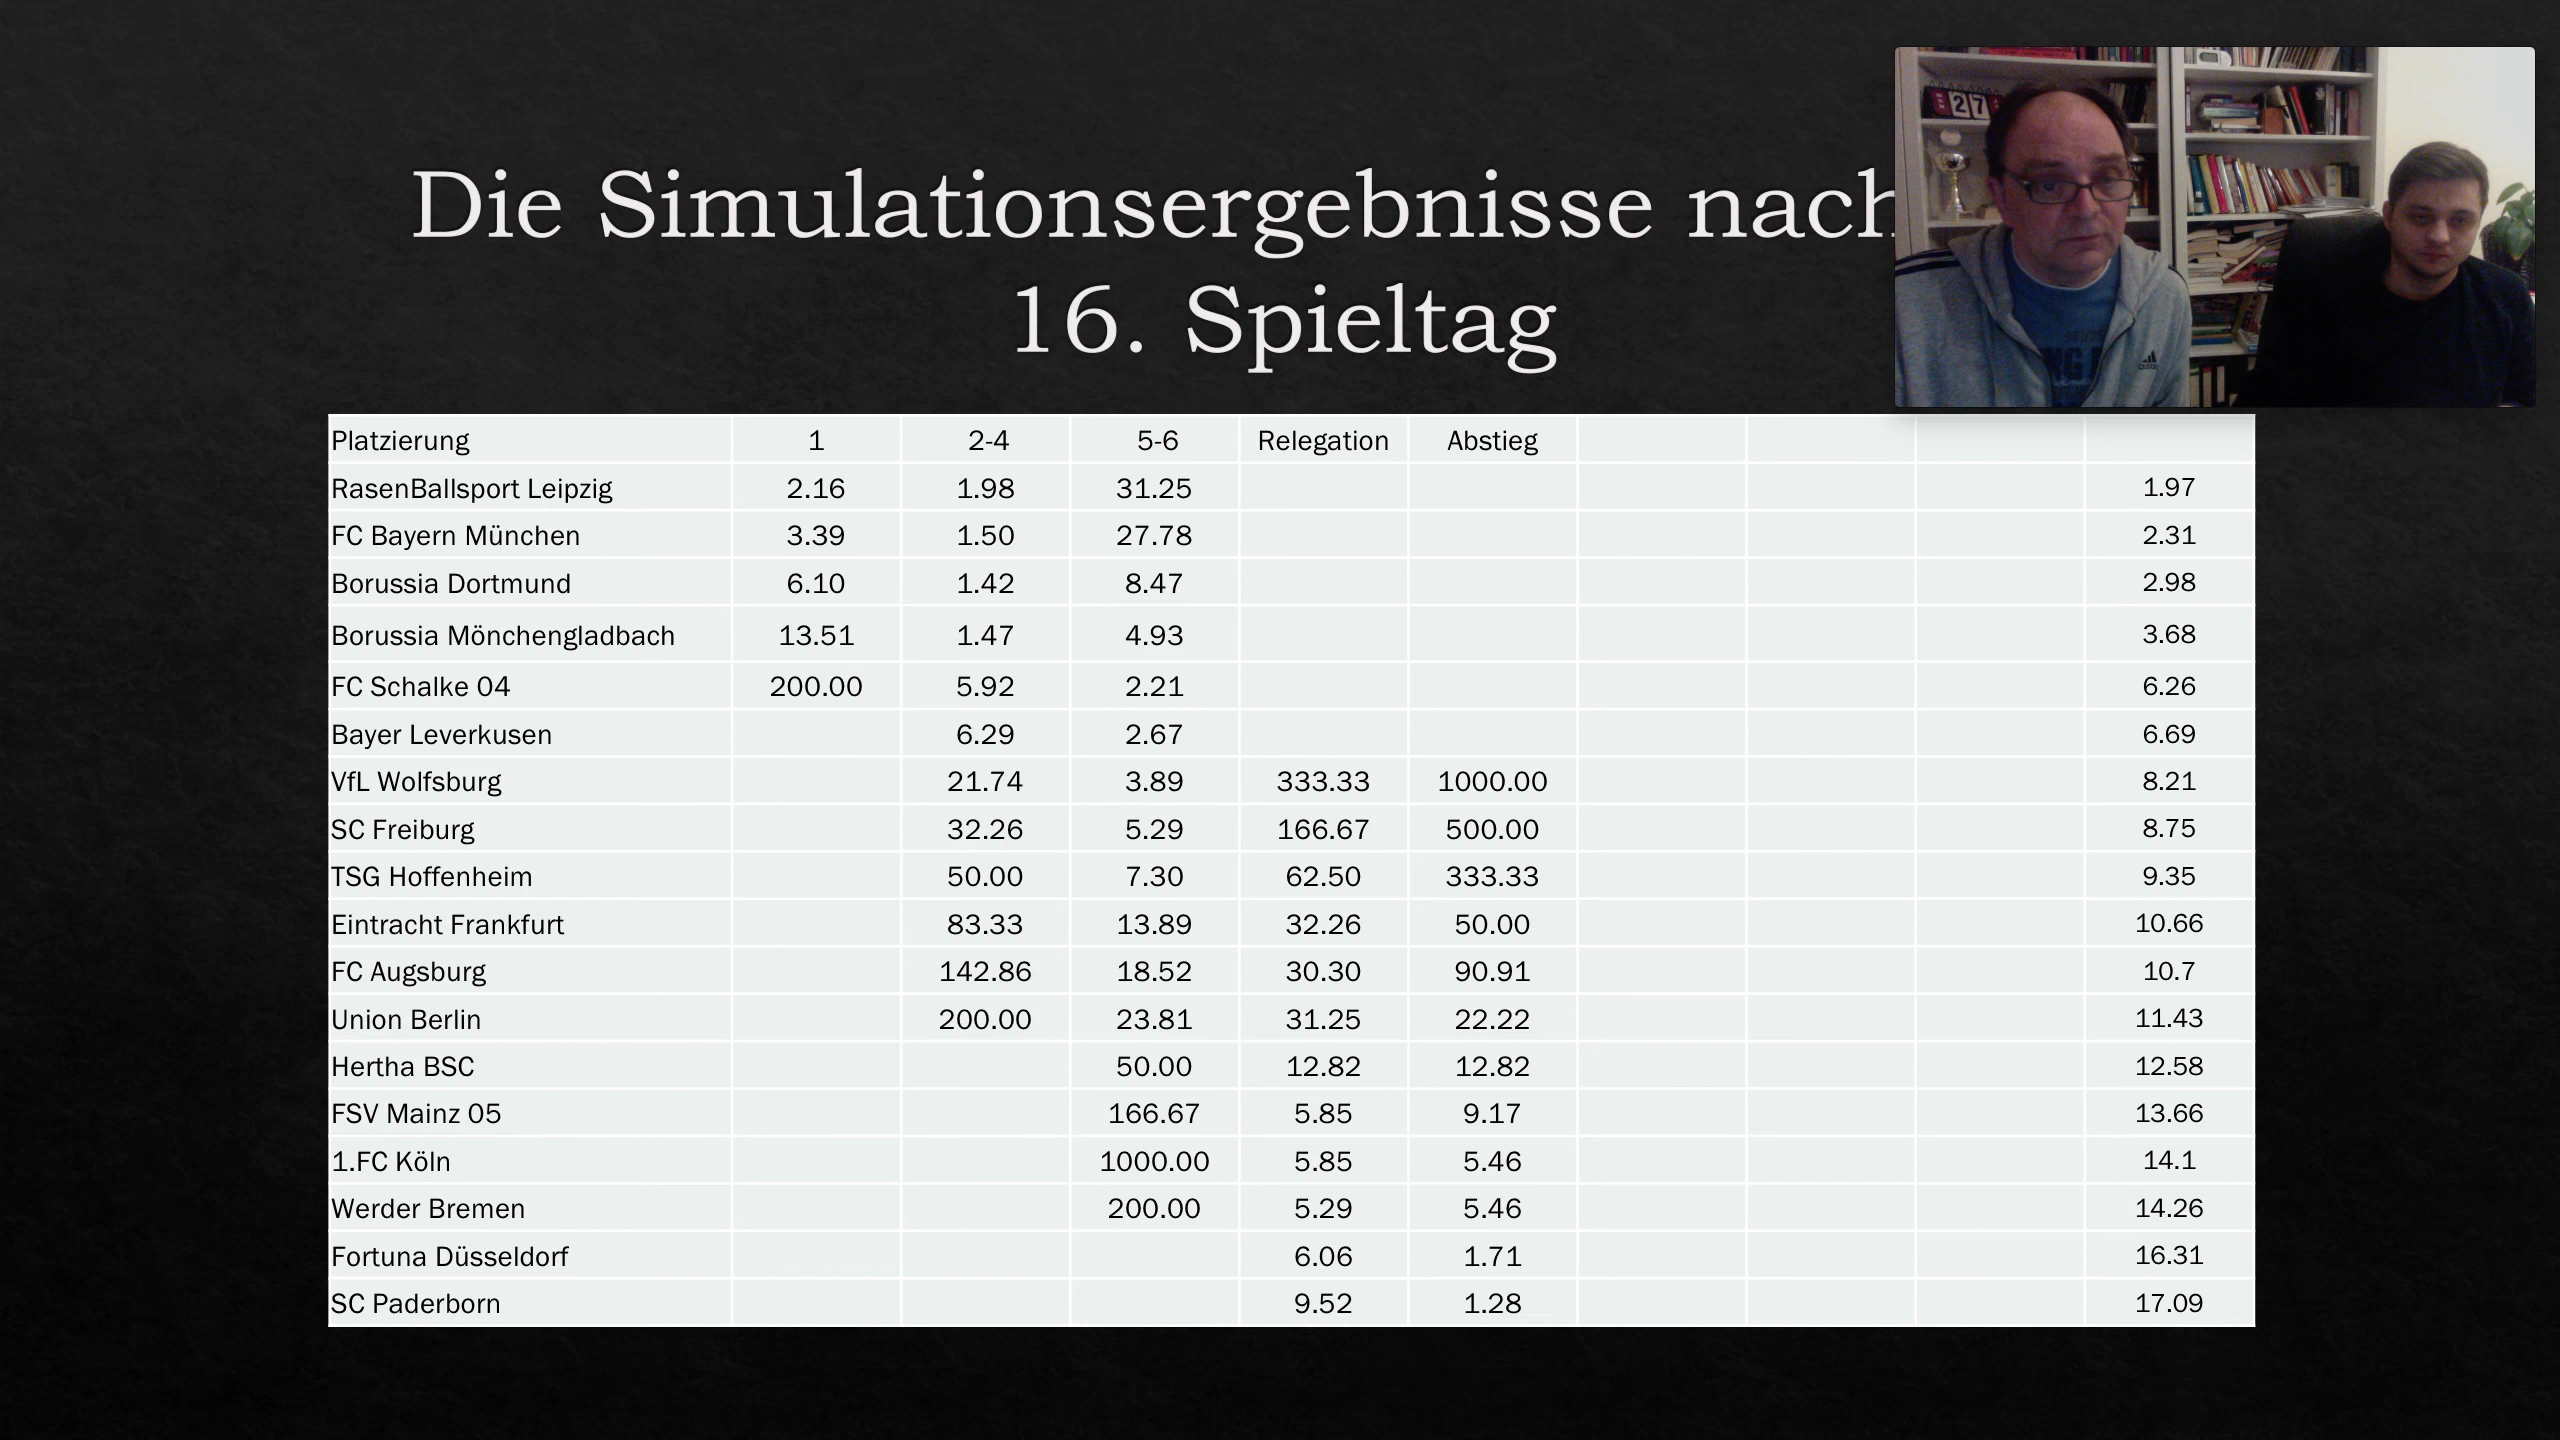 Die Simulationsergebnisse nach
16. Spieltag
27
adidas
Platzierung 1 2-4 5-6 Relegation Abstieg
RasenBallsport Leipzig 2.16 1.98 31.25 1.97
FC Bayern München 3.39 1.50 27.78 2.31
Borussia Dortmund 6.10 1.42 8.47 2.98
Borussia Mönchengladbach 13.51 1.47 4.93 3.68
FC Schalke 04 200.00 5.92 2.21 6.26
Bayer Leverkusen 6.29 2.67 6.69
VfL Wolfsburg 21.74 3.89 333.33 1000.00 8.21
SC Freiburg 32.26 5.29 166.67 500.00 8.75
TSG Hoffenheim 50.00 7.30 62.50 333.33 9.35
Eintracht Frankfurt 83.33 13.89 32.26 50.00 10.66
FC Augsburg 142.86 18.52 30.30 90.91 10.7
Union Berlin 200.00 23.81 31.25 22.22 11.43
Hertha BSC 50.00 12.82 12.82 12.58
FSV Mainz 05 166.67 5.85 9.17 13.66
1.FC Köln 1000.00 5.85 5.46 14.1
Werder Bremen 200.00 5.29 5.46 14.26
Fortuna Düsseldorf 6.06 1.71 16.31
SC Paderborn 9.52 1.28 17.09